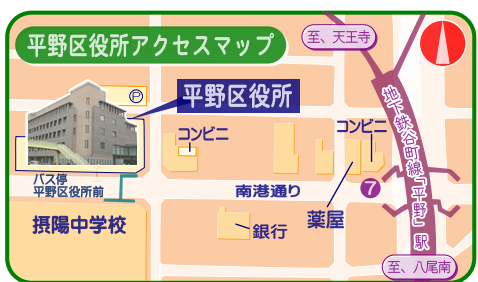 平野区役所アクセスマップ
至、天王寺
P
平野区役所
コンビニ
コンビニ
地下鉄谷町線「平野」駅
バス停
平野区役所前
南港通り
7
摂陽中学校
銀行
薬屋
至、八尾南